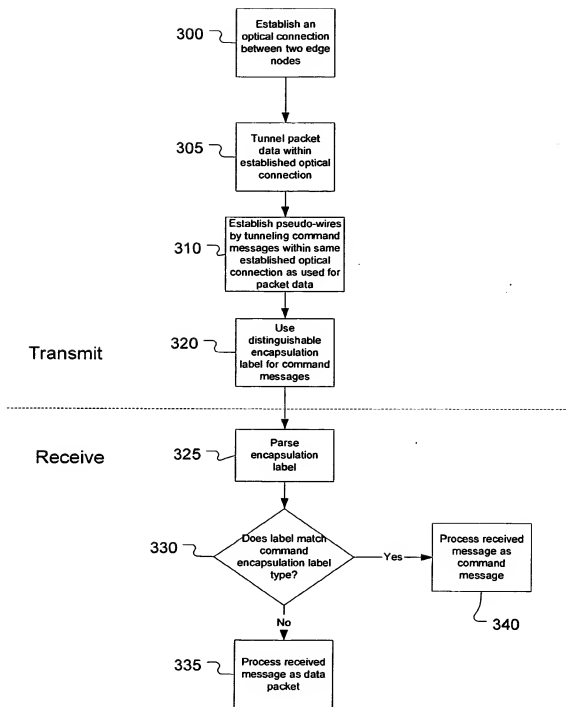 300
Establish an
optical connection
between two edge
nodes
305
Tunnel packet
data within
established optical
connection
310
Establish pseudo-wires
by tunneling command
messages within same
established optical
connection as used for
packet data
Transmit
320
Use
distinguishable
encapsulation
label for command
messages
Receive
325
Parse
encapsulation
label
330
Does label match
command
encapsulation label
type?
Yes
Process received
message as
command
message
340
No
335
Process received
message as data
packet